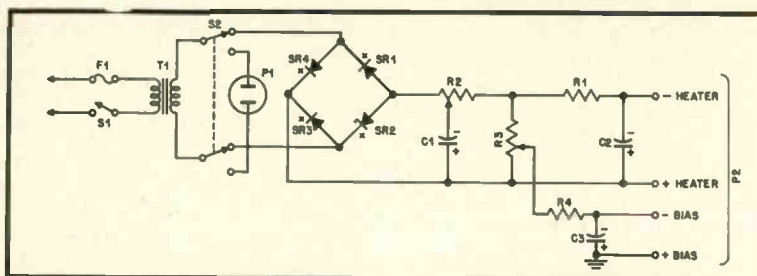 F1
T1
S1
S2
P1
SR4
SR1
SR3
SR2
R2
C1
-
+
R3
R1
C2
-
+
R4
C3
-
+
- HEATER
+ HEATER
- BIAS
+ BIAS
P2